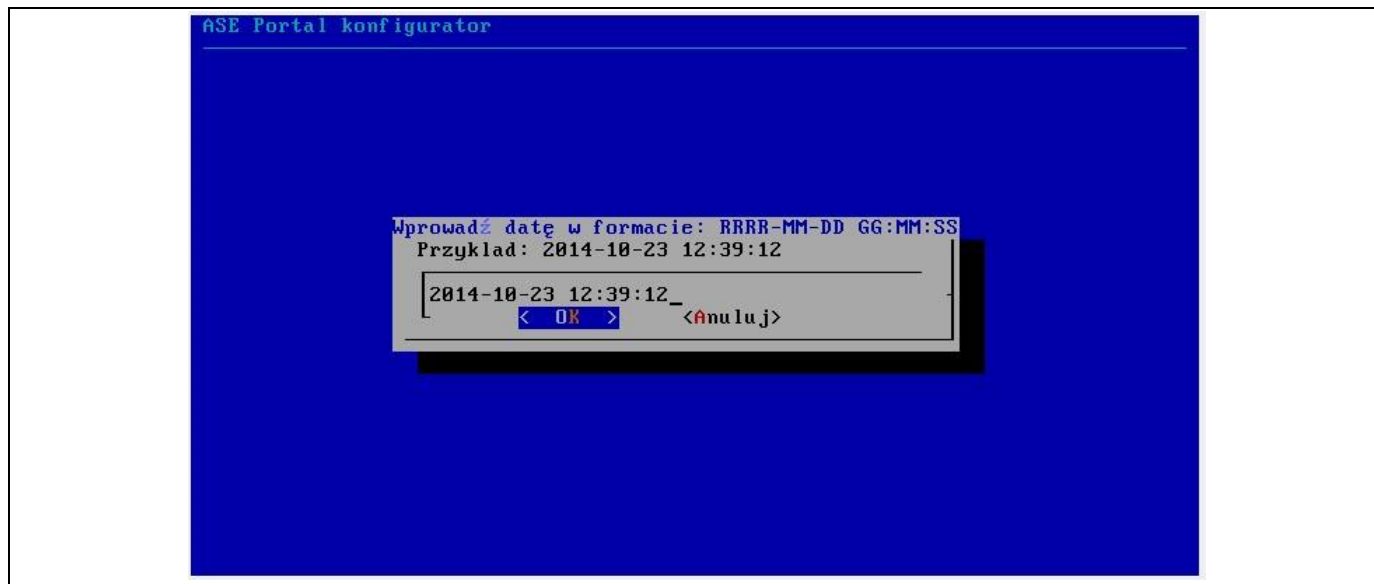 ASE Portal konfigurator
Wprowadź datę w formacie: RRRR-MM-DD GG:MM:SS
Przyklad: 2014-10-23 12:39:12
2014-10-23 12:39:12_
< OK > <Anuluj>